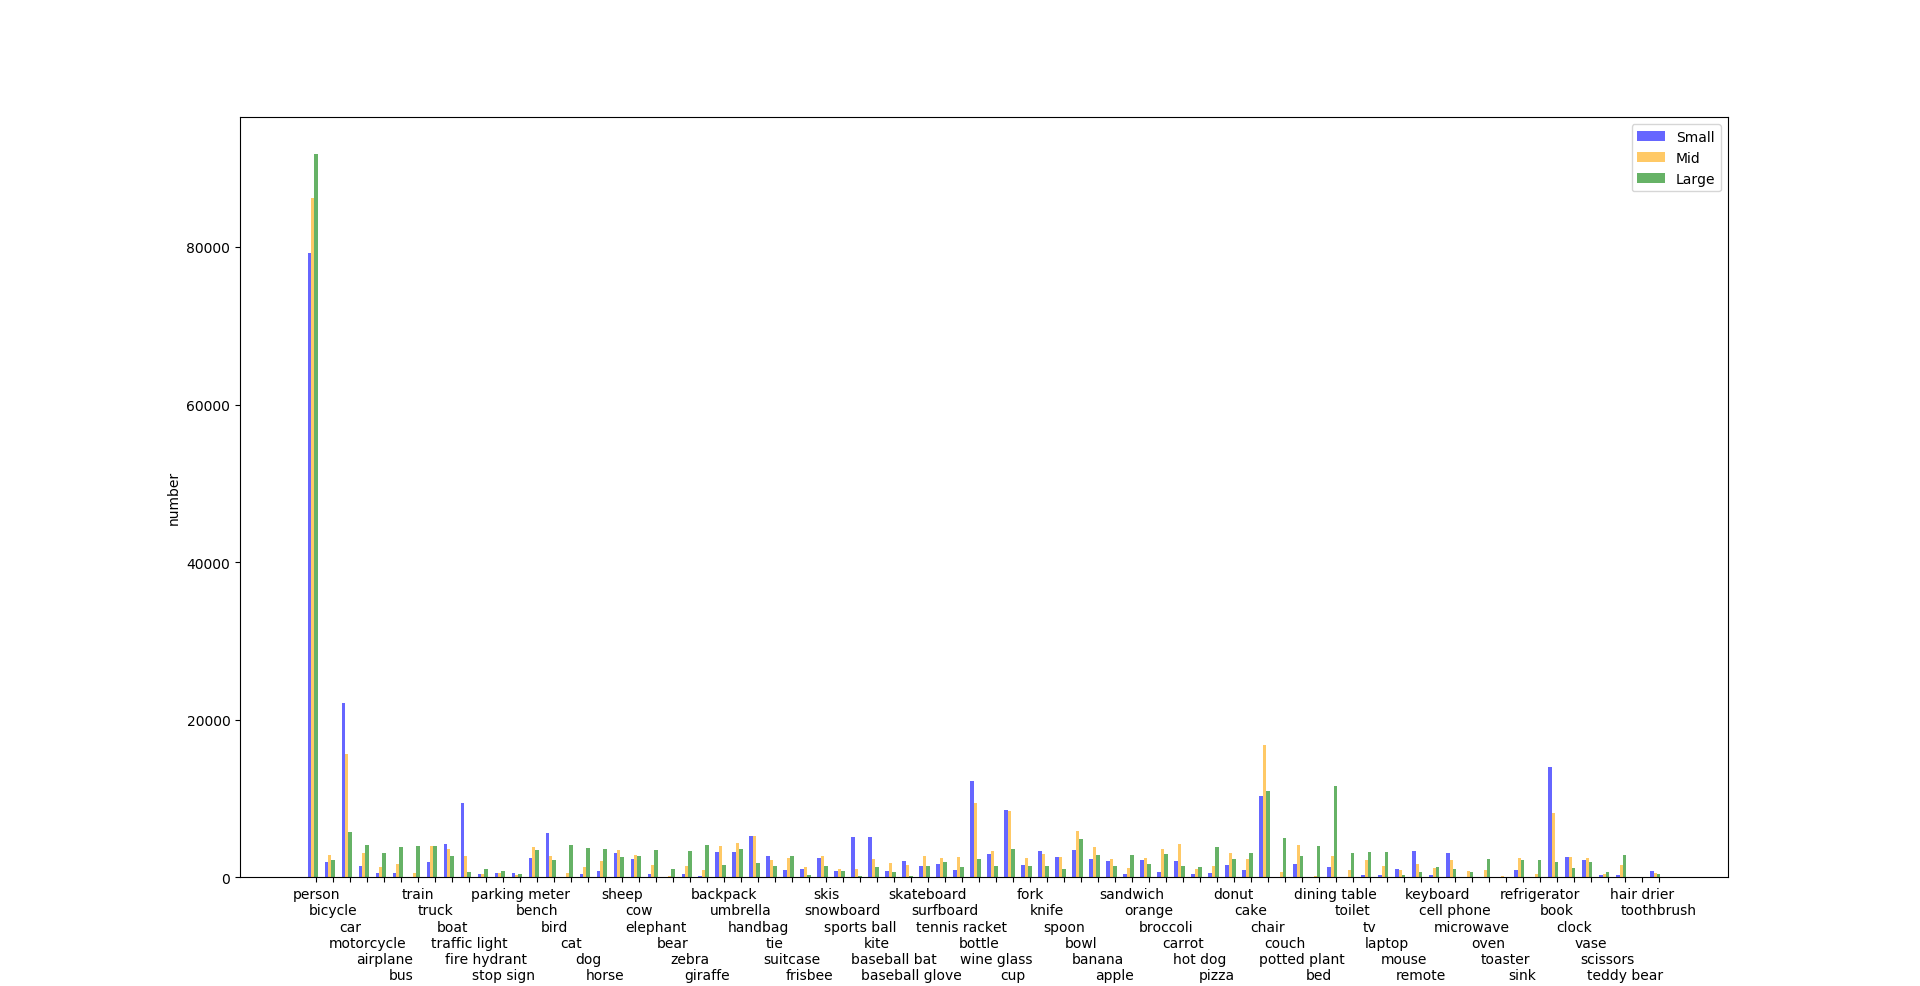 Small
Mid
Large
80000
60000
40000
20000
0
number
person train parking meter sheep backpack skis skateboard fork sandwich donut dining table keyboard refrigerator hair drier
bicycle truck bench cow umbrella snowboard surfboard knife orange cake toilet cell phone book toothbrush
car boat bird elephant handbag sports ball tennis racket spoon broccoli chair tv microwave clock
motorcycle traffic light cat bear tie kite bottle bowl carrot couch laptop oven vase
airplane fire hydrant dog zebra suitcase baseball bat wine glass banana hot dog potted plant mouse toaster scissors
bus stop sign horse giraffe frisbee baseball glove cup apple pizza bed remote sink teddy bear